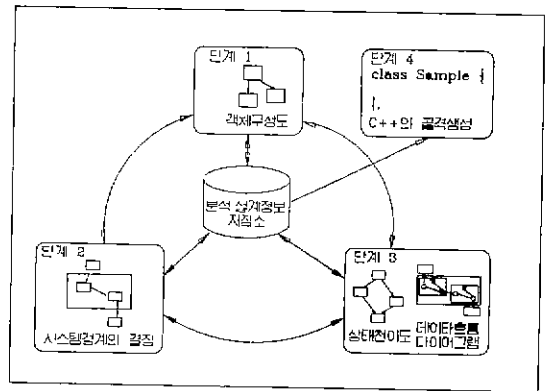 단계 1
객체구성도
단계 4
class Sample {
};
C++의 골격생성
분석 설계정보
저장소
단계 2
시스템경계의 결정
단계 3
상태전이도
데이타흐름
다이어그램